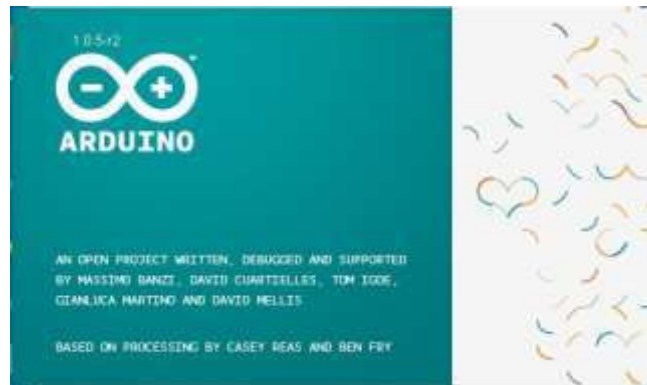 1.0.5-r2
ARDUINO
AN OPEN PROJECT WRITTEN, DEBUGGED AND SUPPORTED
BY MASSIMO BANZI, DAVID CUARTIELLES, TOM IGOE,
GIANLUCA MARTINO AND DAVID MELLIS
BASED ON PROCESSING BY CASEY REAS AND BEN FRY